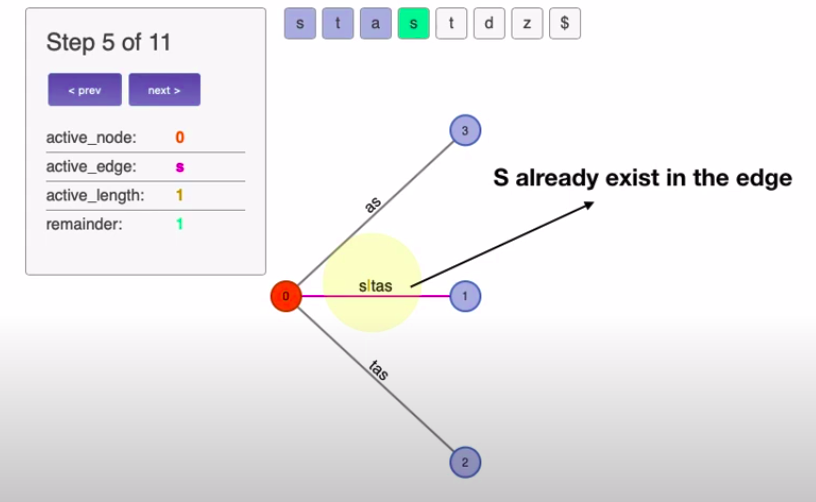 Step 5 of 11
< prev
next >
active_node: 0
active_edge: s
active_length: 1
remainder: 1
s t a s t d z $
3
S already exist in the edge
as
s|tas
0
1
tas
2